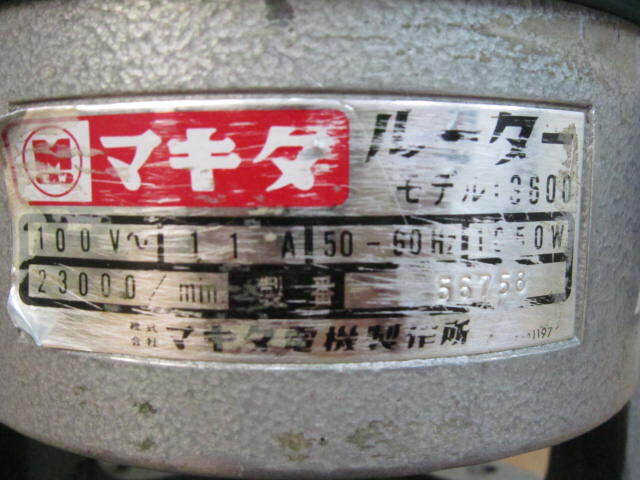 M マキタ ルーター
モデル:3600
100V~ 11A 50-60Hz 1050W
23000/min 製番 56758
株式会社 マキタ電機製作所